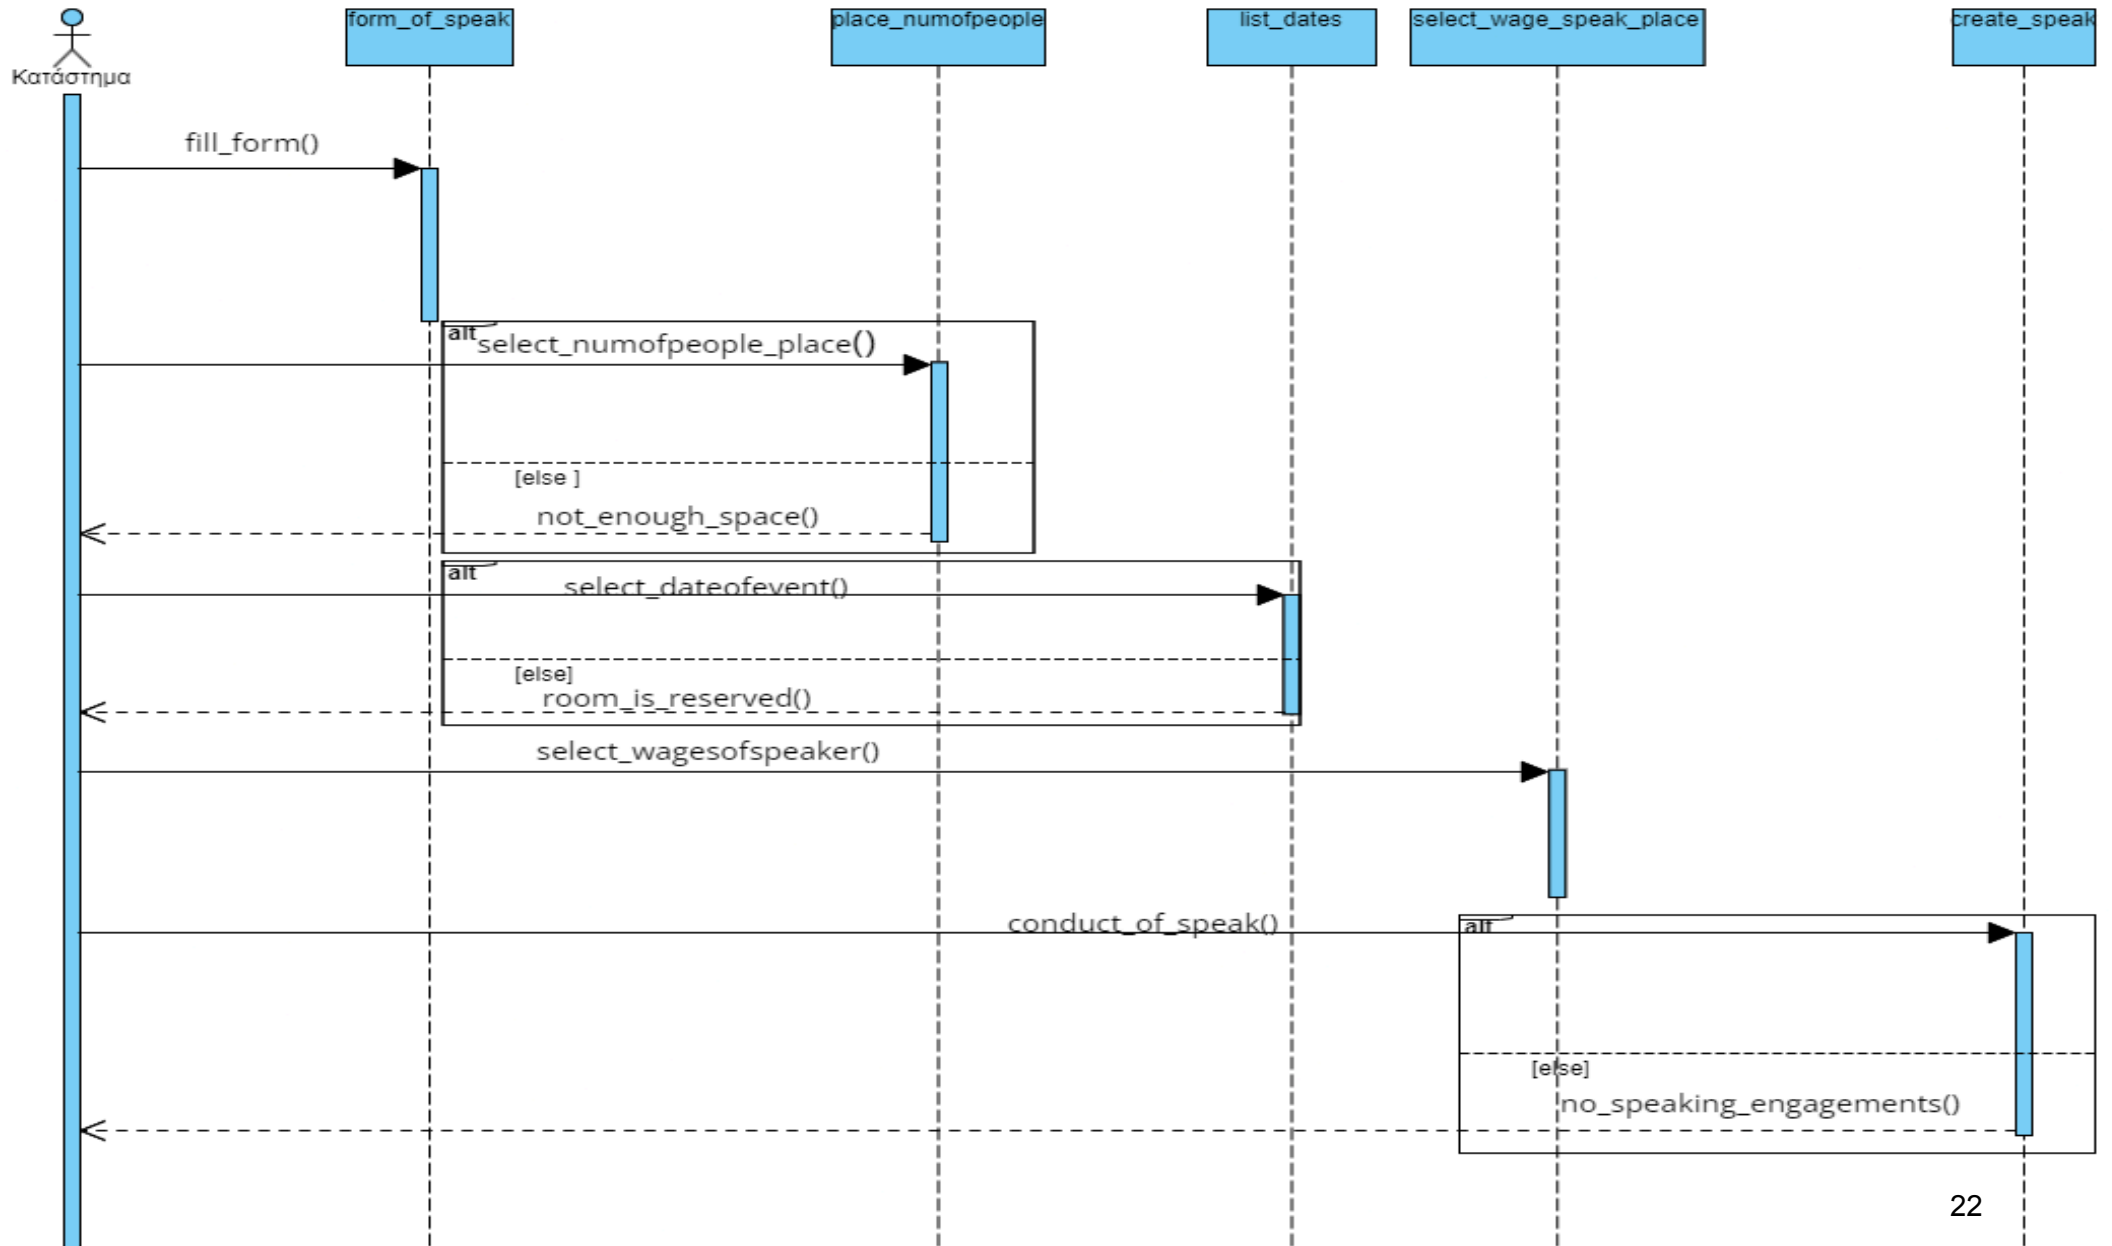 form_of_speak
place_numofpeople
list_dates
select_wage_speak_place
create_speak
Κατάστημα
fill_form()
alt
select_numofpeople_place()
[else ]
not_enough_space()
alt
select_dateofevent()
[else]
room_is_reserved()
select_wagesofspeaker()
conduct_of_speak()
alt
[else]
no_speaking_engagements()
22